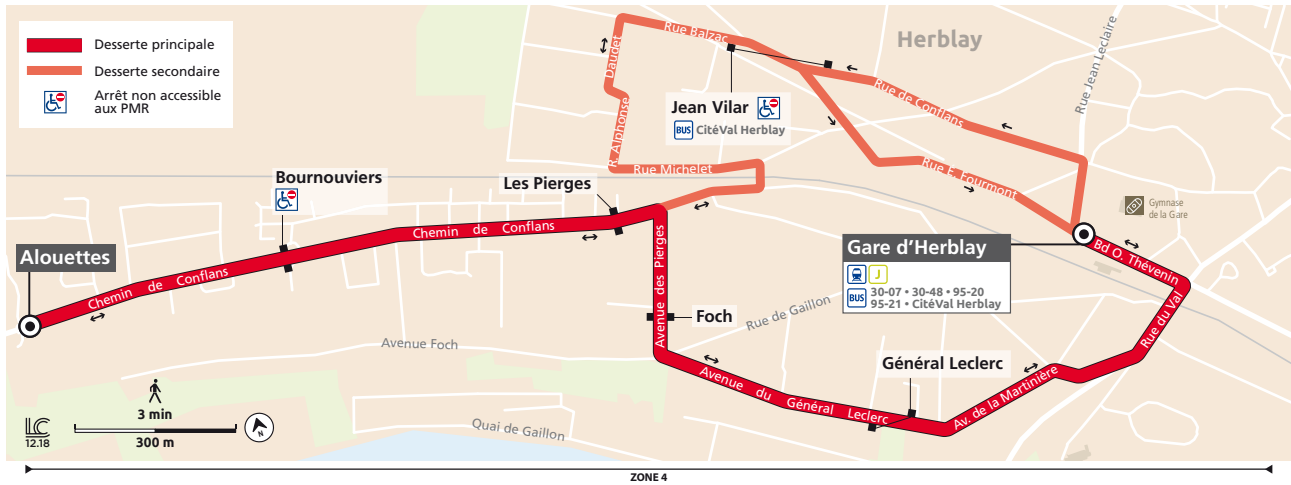 Desserte principale
Desserte secondaire
Arrêt non accessible
aux PMR
Herblay
Rue Jean Leclaire
Rue Balzac
Daudet
R. Alphonse
Rue Michelet
Rue de Conflans
Rue E. Fourmont
Jean Vilar
BUS CitéVal Herblay
Bournouviers
Les Pierges
Alouettes
Chemin de Conflans
Chemin de Conflans
Avenue des Pierges
Foch
Avenue Foch
Rue de Gaillon
Gymnase
de la Gare
Gare d'Herblay
J
BUS 30-07 • 30-48 • 95-20
95-21 • CitéVal Herblay
Bd O. Thévenin
Rue du Val
Général Leclerc
Avenue du Général Leclerc
Av. de la Martinière
Quai de Gaillon
3 min
300 m
N
LC
12.18
ZONE 4